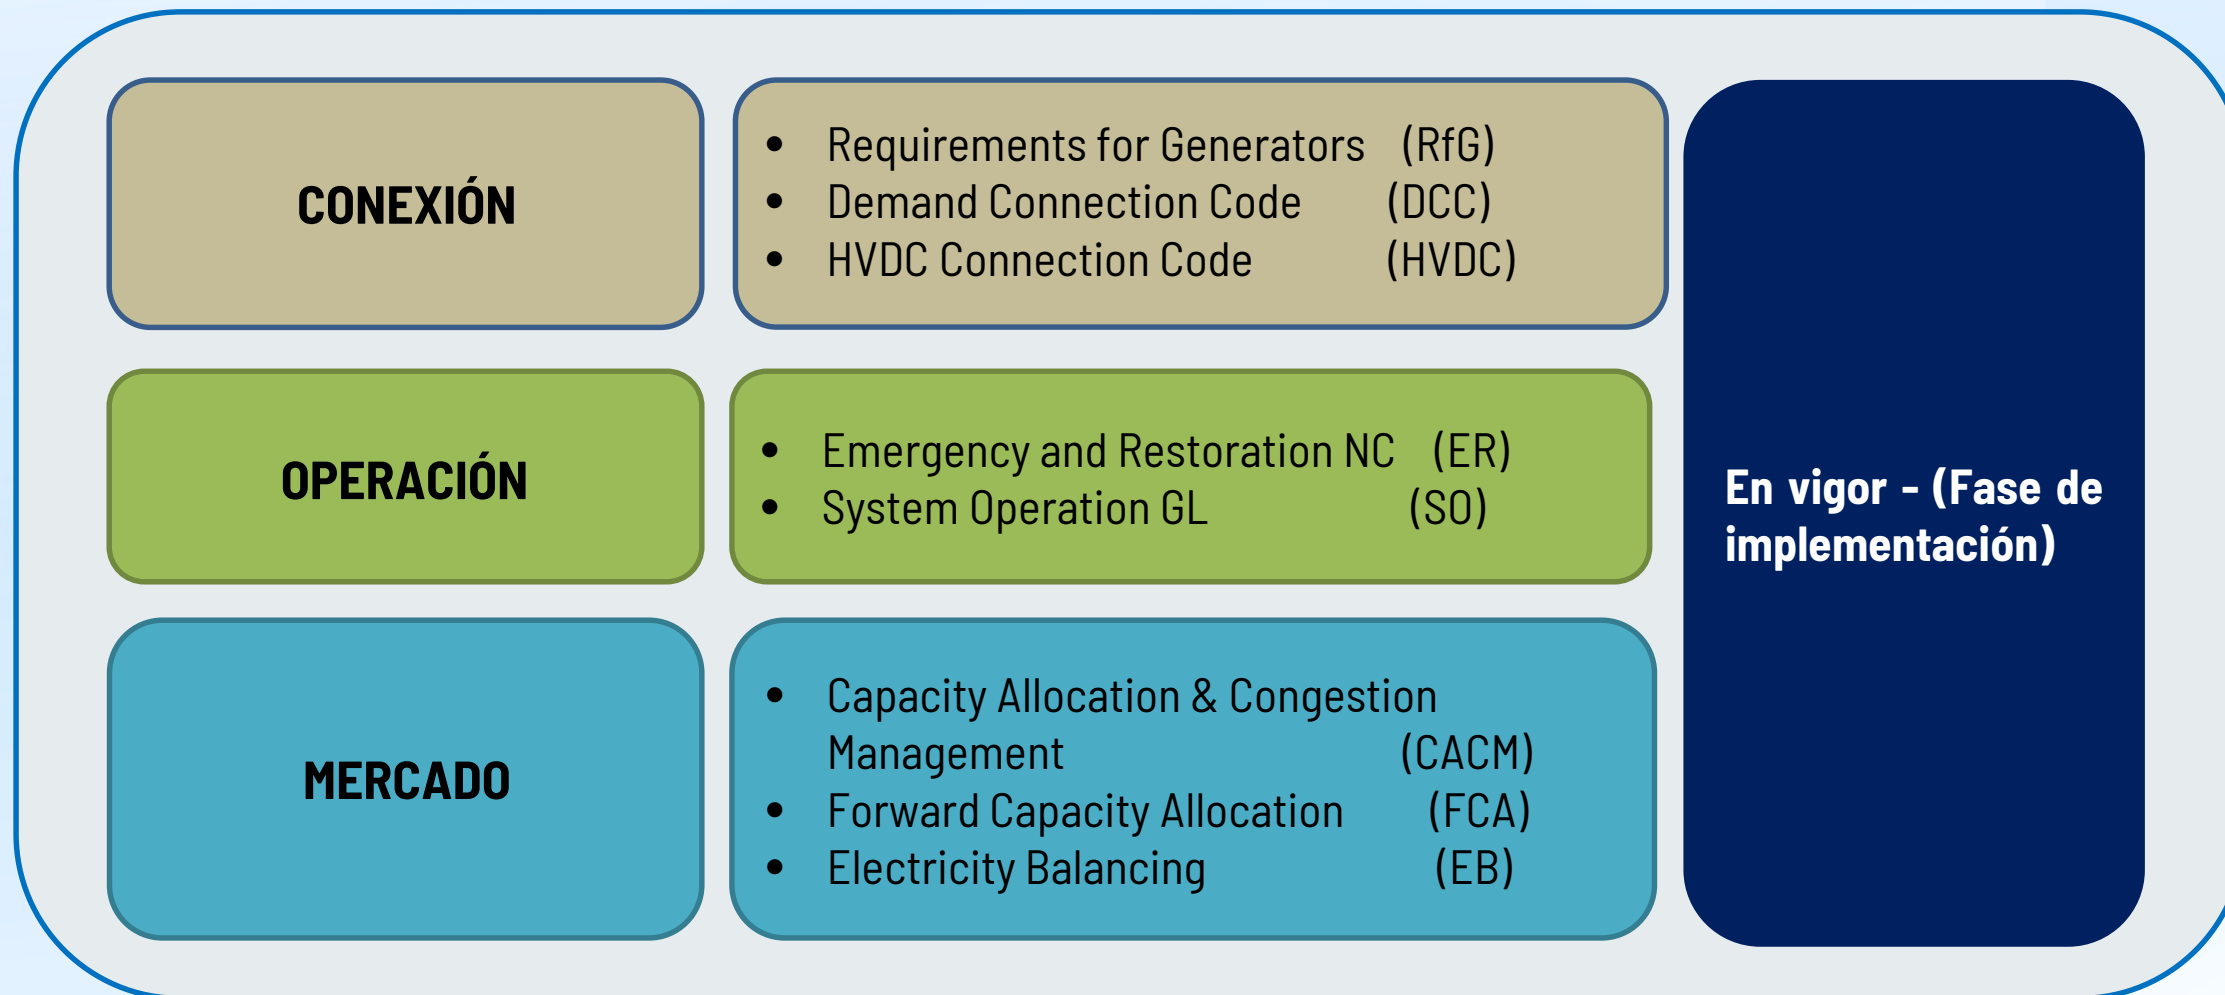 CONEXIÓN
• Requirements for Generators (RfG)
• Demand Connection Code (DCC)
• HVDC Connection Code (HVDC)
OPERACIÓN
• Emergency and Restoration NC (ER)
• System Operation GL (SO)
MERCADO
• Capacity Allocation & Congestion
Management (CACM)
• Forward Capacity Allocation (FCA)
• Electricity Balancing (EB)
En vigor - (Fase de
implementación)